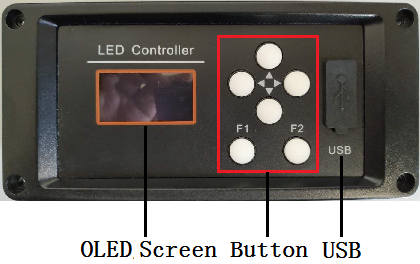 LED Controller
F1 F2
USB
OLED Screen Button USB